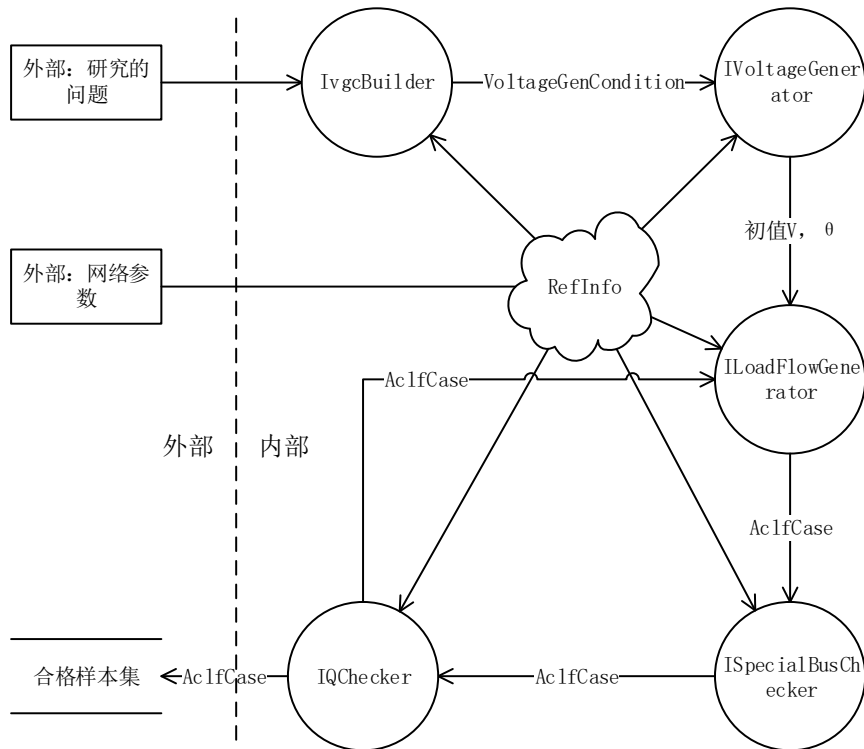 外部：研究的
问题
IvgcBuilder
VoltageGenCondition
IVoltageGener
ator
初值V， θ
外部：网络参
数
RefInfo
ILoadFlowGene
rator
AclfCase
外部
内部
AclfCase
合格样本集
AclfCase
IQChecker
AclfCase
ISpecialBusCh
ecker